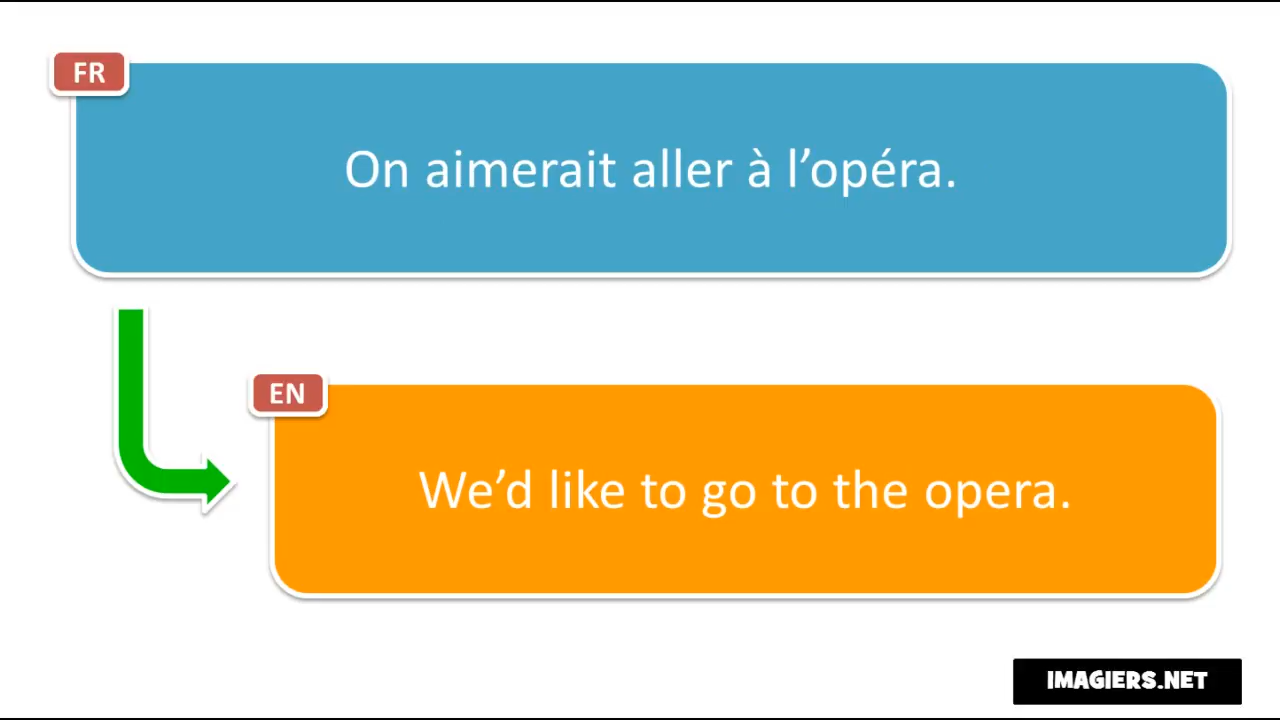 FR
On aimerait aller à l’opéra.
EN
We’d like to go to the opera.
IMAGIERS.NET